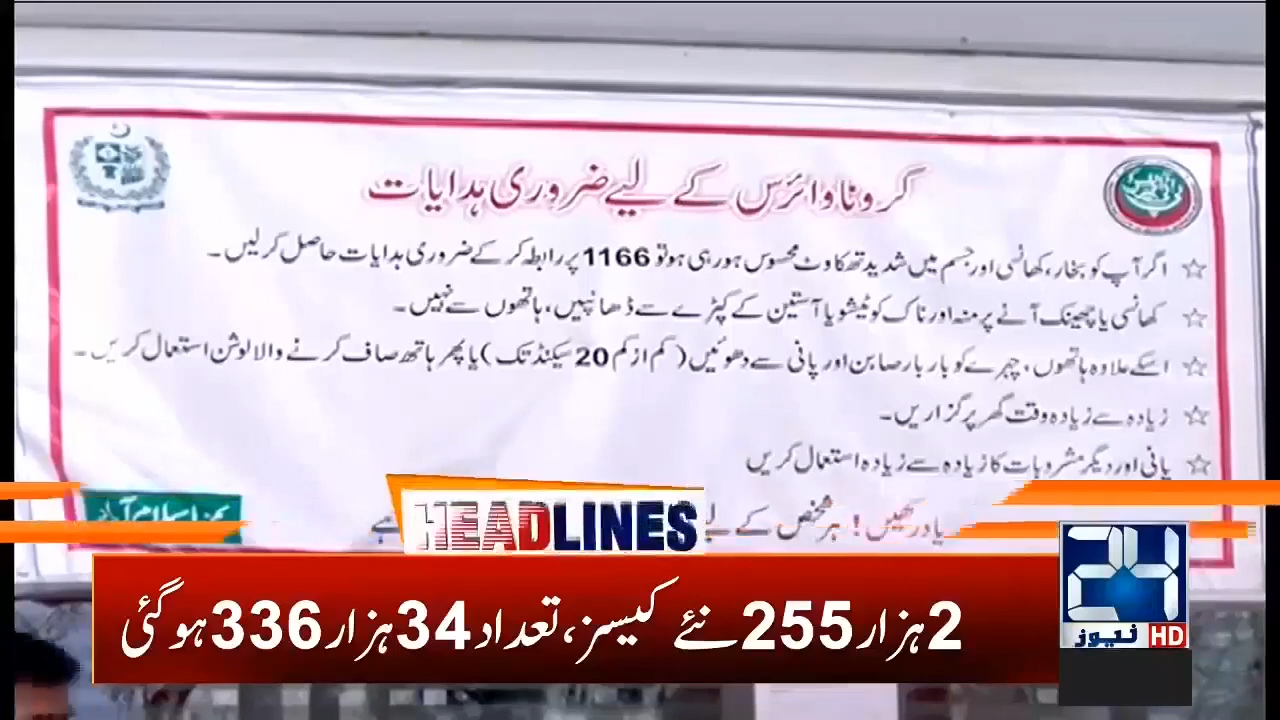 کرونا وائرس کے لیے ضروری ہدایات
اگر آپ کو بخار، کھانسی اور جسم میں شدید تھکاوٹ محسوس ہو رہی ہو تو 1166 پر رابطہ کر کے ضروری ہدایات حاصل کرلیں۔
کھانسی یا چھینک آنے پر منہ اور ناک کو ٹیشو یا آستین کے کپڑے سے ڈھانپیں، ہاتھوں سے نہیں۔
اسکے علاوہ ہاتھوں، چہرے کو بار بار صابن اور پانی سے دھوئیں (کم از کم 20 سیکنڈ تک) یا پھر ہاتھ صاف کرنے والا لوشن استعمال کریں۔
زیادہ سے زیادہ وقت گھر پر گزاریں۔
پانی اور دیگر مشروبات کا زیادہ سے زیادہ استعمال کریں
یاد رکھیں! ہر شخص کے ہے
پمز اسلام آباد
HEADLINES
2 ہزار 255 نئے کیسز، تعداد 34 ہزار 336 ہو گئی
24
نیوز HD